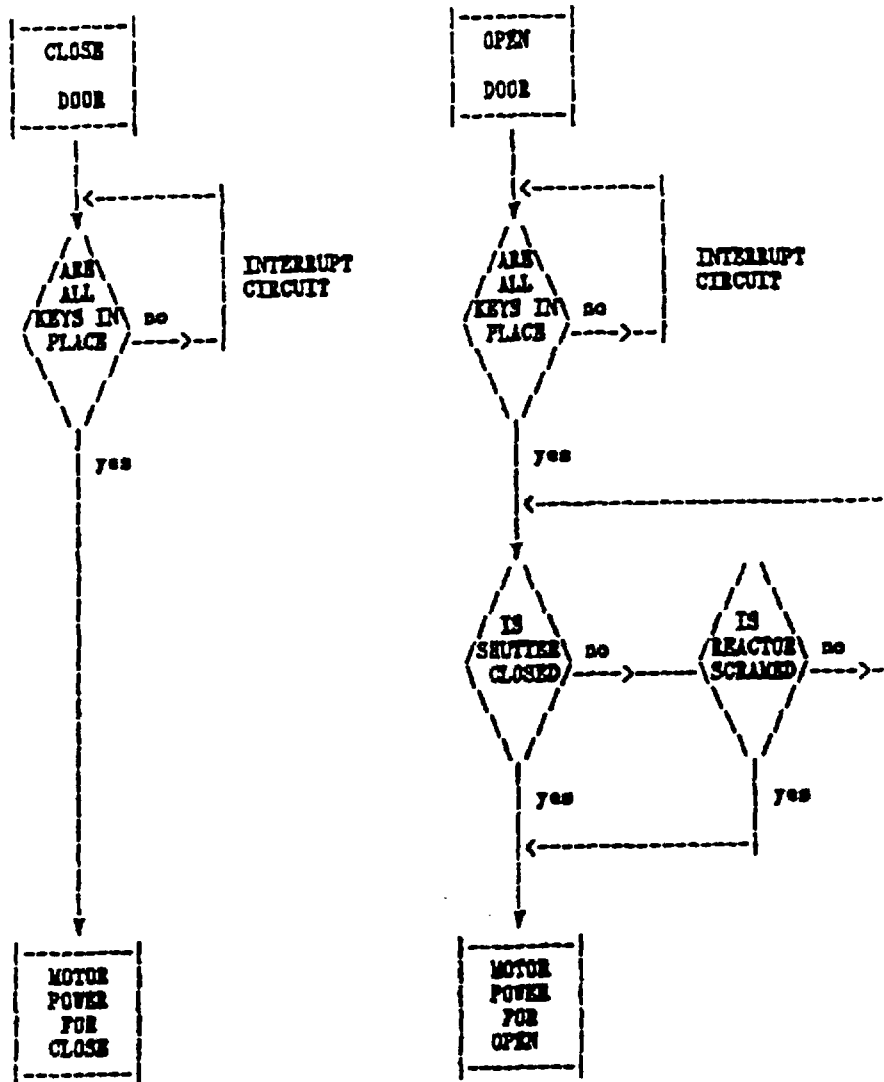 CLOSE
DOOR
ARE
ALL
KEYS IN
PLACE
no
INTERRUPT
CIRCUIT
yes
MOTOR
POWER
FOR
CLOSE
OPEN
DOOR
ARE
ALL
KEYS IN
PLACE
no
INTERRUPT
CIRCUIT
yes
IS
SHUTTER
CLOSED
no
yes
IS
REACTOR
SCRAMED
no
yes
MOTOR
POWER
FOR
OPEN